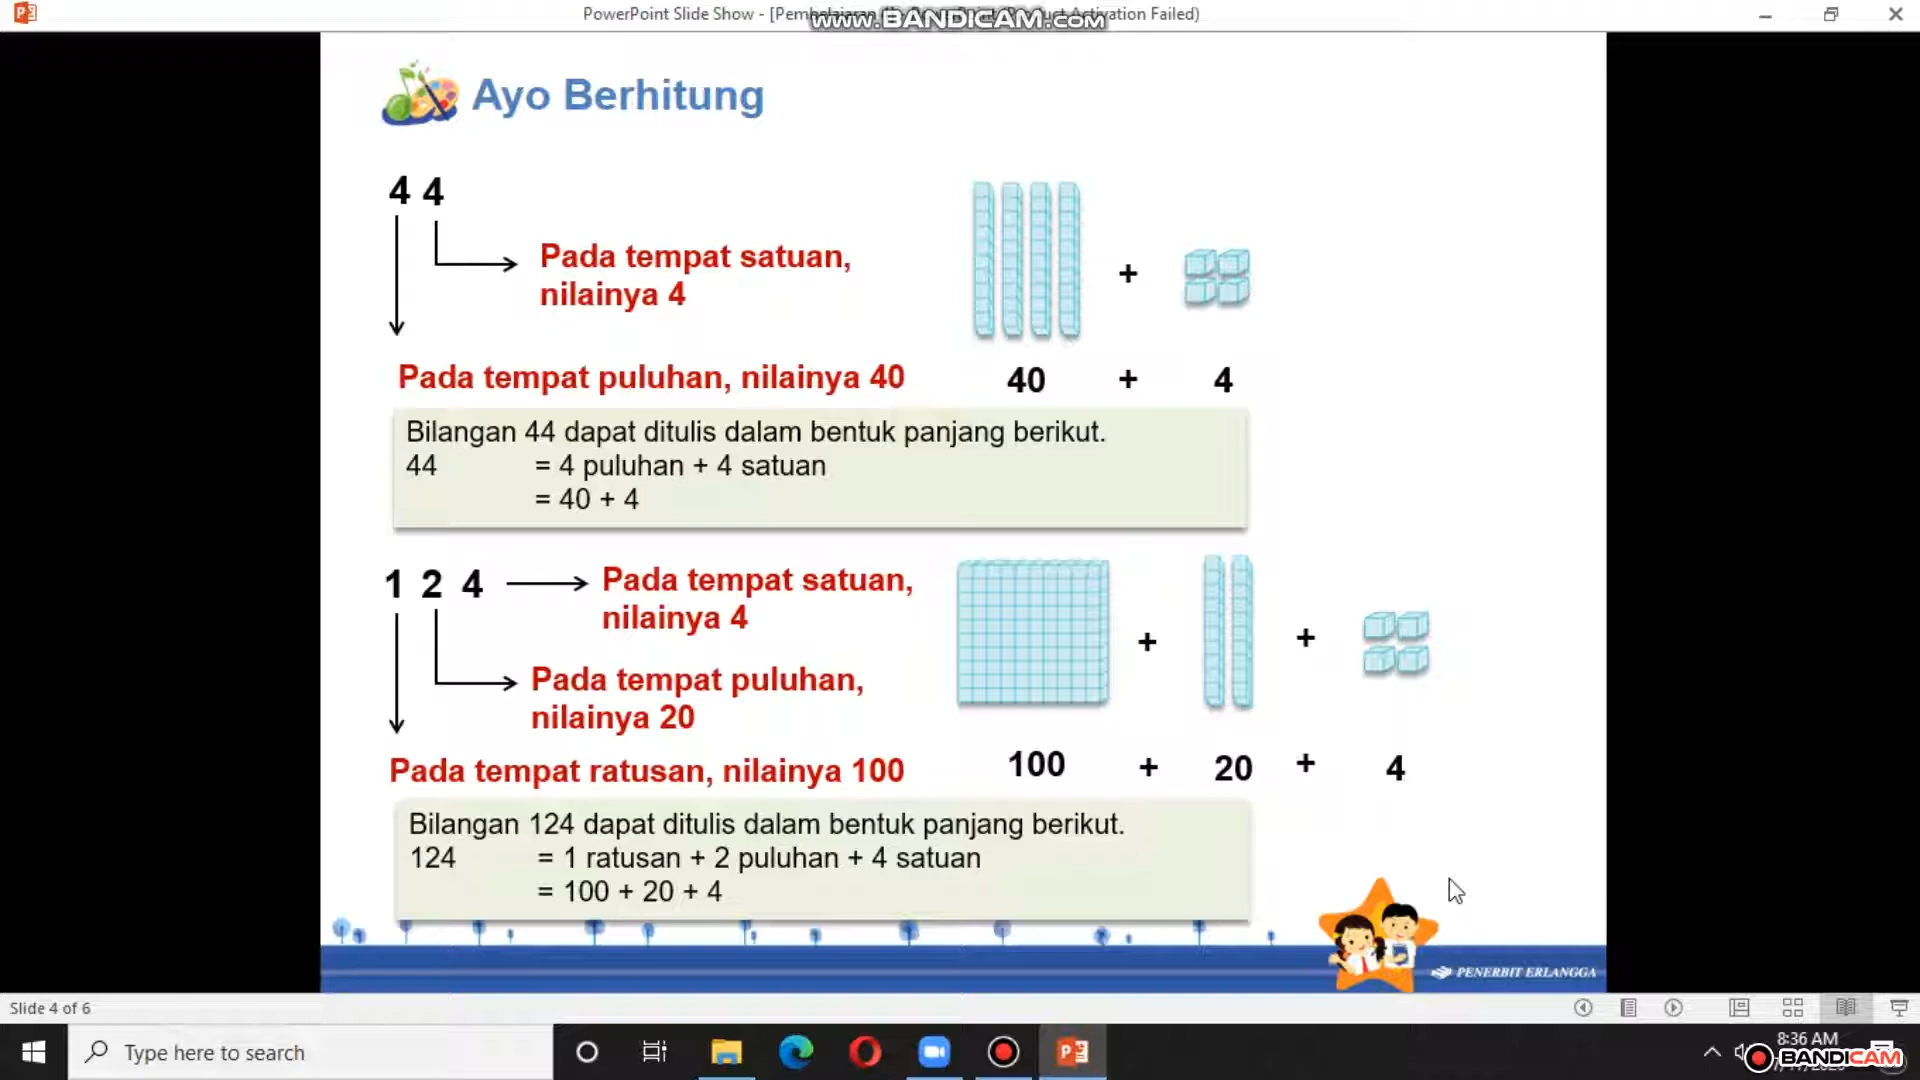 PowerPoint Slide Show - [Pembelajaran Activation Failed)
www.BANDICAM.com
Ayo Berhitung
4 4
Pada tempat satuan,
nilainya 4
+
Pada tempat puluhan, nilainya 40
40 + 4
Bilangan 44 dapat ditulis dalam bentuk panjang berikut.
44 = 4 puluhan + 4 satuan
= 40 + 4
1 2 4
Pada tempat satuan,
nilainya 4
+ +
Pada tempat puluhan,
nilainya 20
Pada tempat ratusan, nilainya 100
100 + 20 + 4
Bilangan 124 dapat ditulis dalam bentuk panjang berikut.
124 = 1 ratusan + 2 puluhan + 4 satuan
= 100 + 20 + 4
PENERBIT ERLANGGA
Slide 4 of 6
Type here to search
8:36 AM
BANDICAM